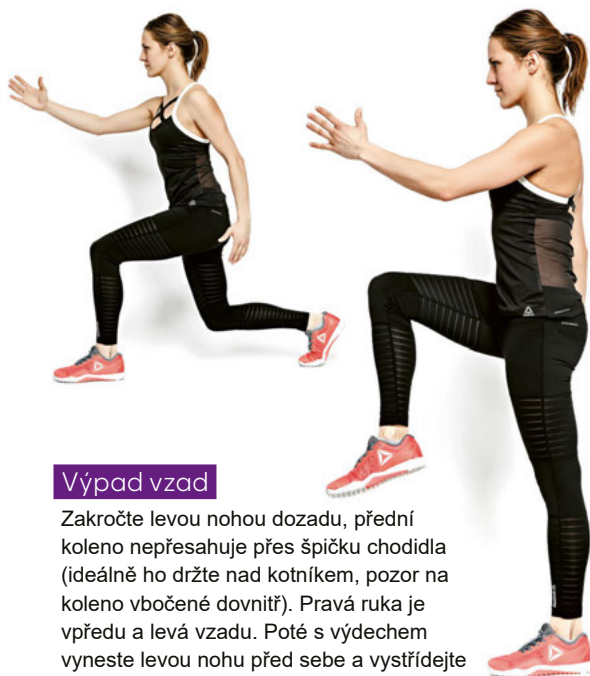 Výpad vzad
Zakročte levou nohou dozadu, přední
koleno nepřesahuje přes špičku chodidla
(ideálně ho držte nad kotníkem, pozor na
koleno vbočené dovnitř). Pravá ruka je
vpředu a levá vzadu. Poté s výdechem
vyneste levou nohu před sebe a vystřídejte